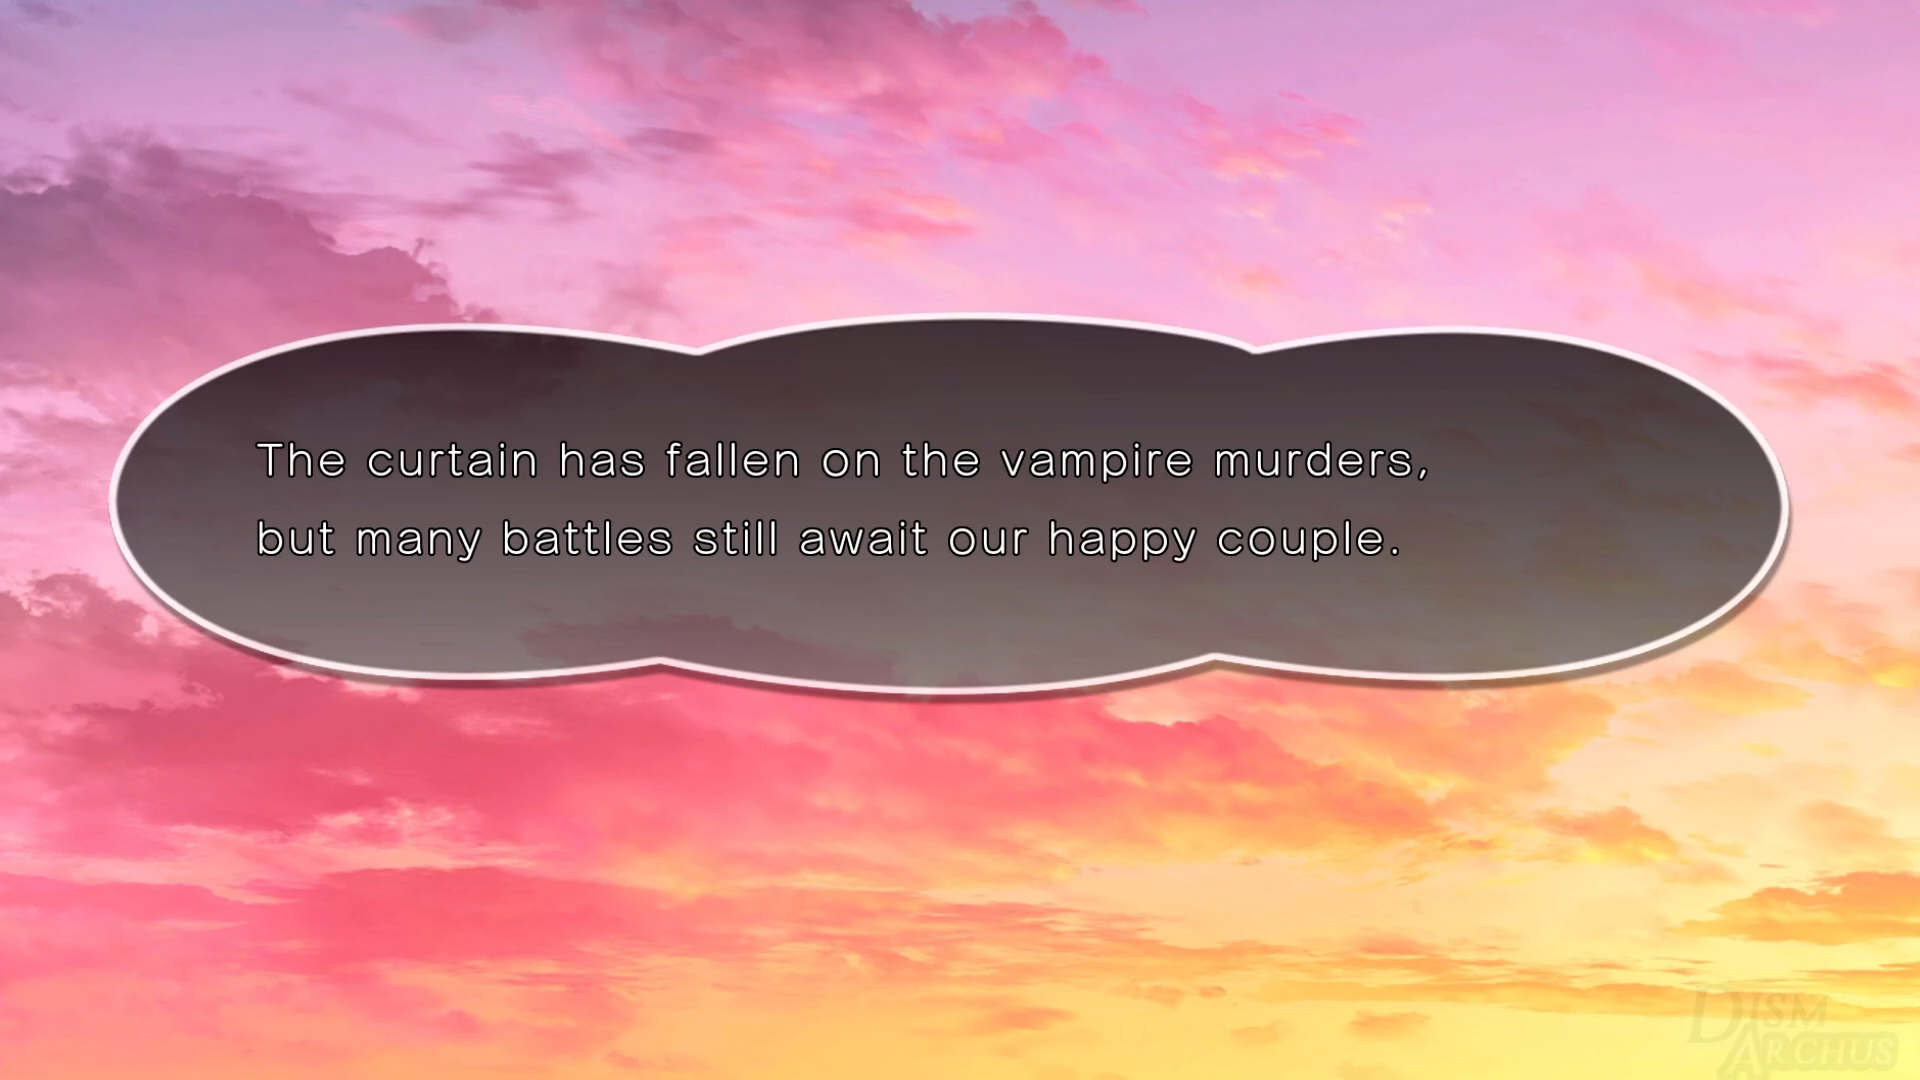 The curtain has fallen on the vampire murders,
but many battles still await our happy couple.
DISM
ARCHUS